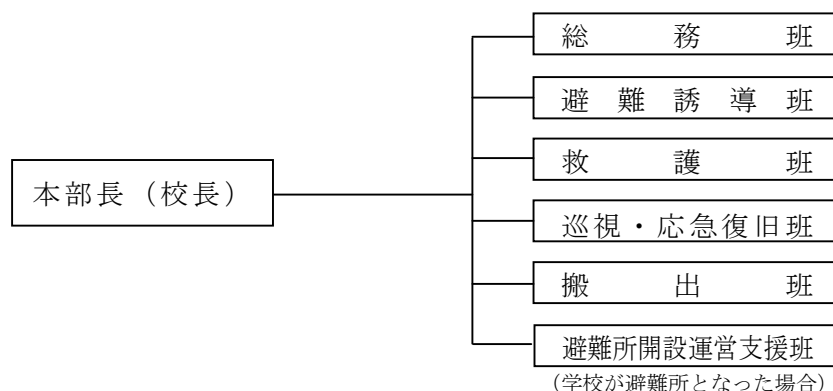 総務班
避難誘導班
救護班
本部長（校長）
巡視・応急復旧班
搬出班
避難所開設運営支援班
（学校が避難所となった場合）